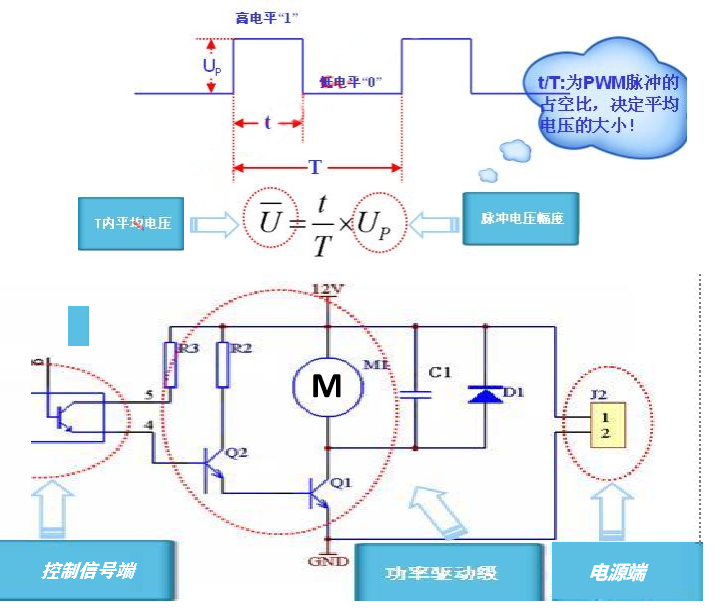 高电平“1”
U_P
低电平“0”
t
T
t/T:为PWM脉冲的
占空比，决定平均
电压的大小!
T内平均电压
U = t/T × U_P
脉冲电压幅度
12V
R3
R2
M1
M
C1
D1
J2
1
2
5
4
Q2
Q1
GND
控制信号端
功率驱动级
电源端